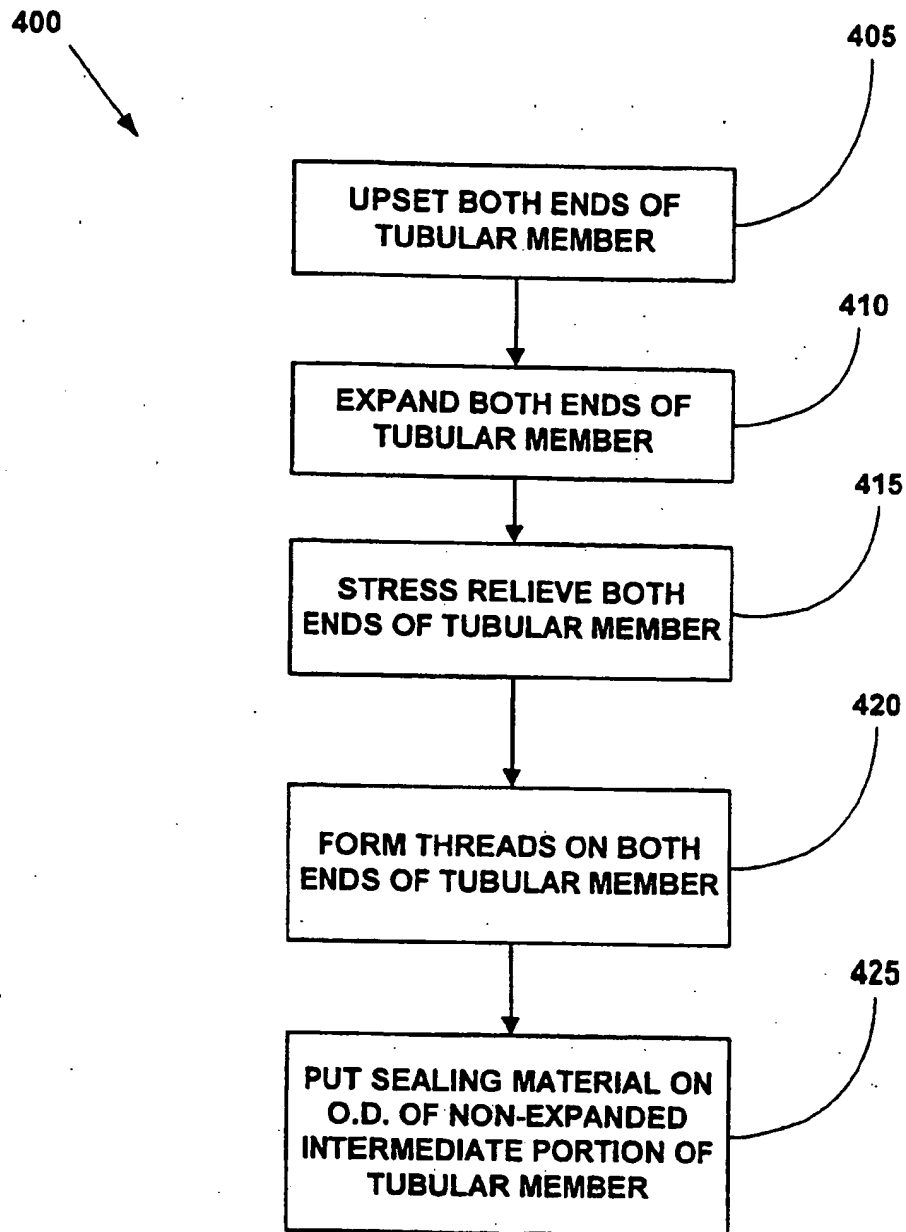 400
405
UPSET BOTH ENDS OF
TUBULAR MEMBER
410
EXPAND BOTH ENDS OF
TUBULAR MEMBER
415
STRESS RELIEVE BOTH
ENDS OF TUBULAR MEMBER
420
FORM THREADS ON BOTH
ENDS OF TUBULAR MEMBER
425
PUT SEALING MATERIAL ON
O.D. OF NON-EXPANDED
INTERMEDIATE PORTION OF
TUBULAR MEMBER